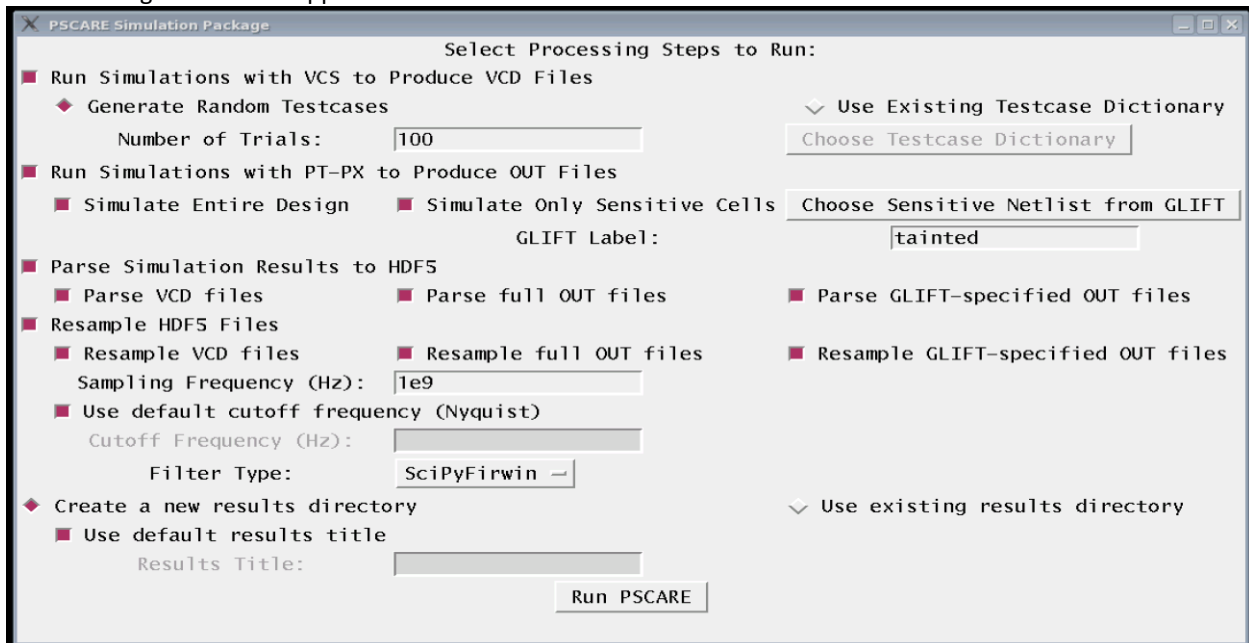 PSCARE Simulation Package
Select Processing Steps to Run:
Run Simulations with VCS to Produce VCD Files
Generate Random Testcases Use Existing Testcase Dictionary
Number of Trials: 100 Choose Testcase Dictionary
Run Simulations with PT-PX to Produce OUT Files
Simulate Entire Design Simulate Only Sensitive Cells Choose Sensitive Netlist from GLIFT
GLIFT Label: tainted
Parse Simulation Results to HDF5
Parse VCD files Parse full OUT files Parse GLIFT-specified OUT files
Resample HDF5 Files
Resample VCD files Resample full OUT files Resample GLIFT-specified OUT files
Sampling Frequency (Hz): 1e9
Use default cutoff frequency (Nyquist)
Cutoff Frequency (Hz):
Filter Type: SciPyFirwin
Create a new results directory Use existing results directory
Use default results title
Results Title:
Run PSCARE